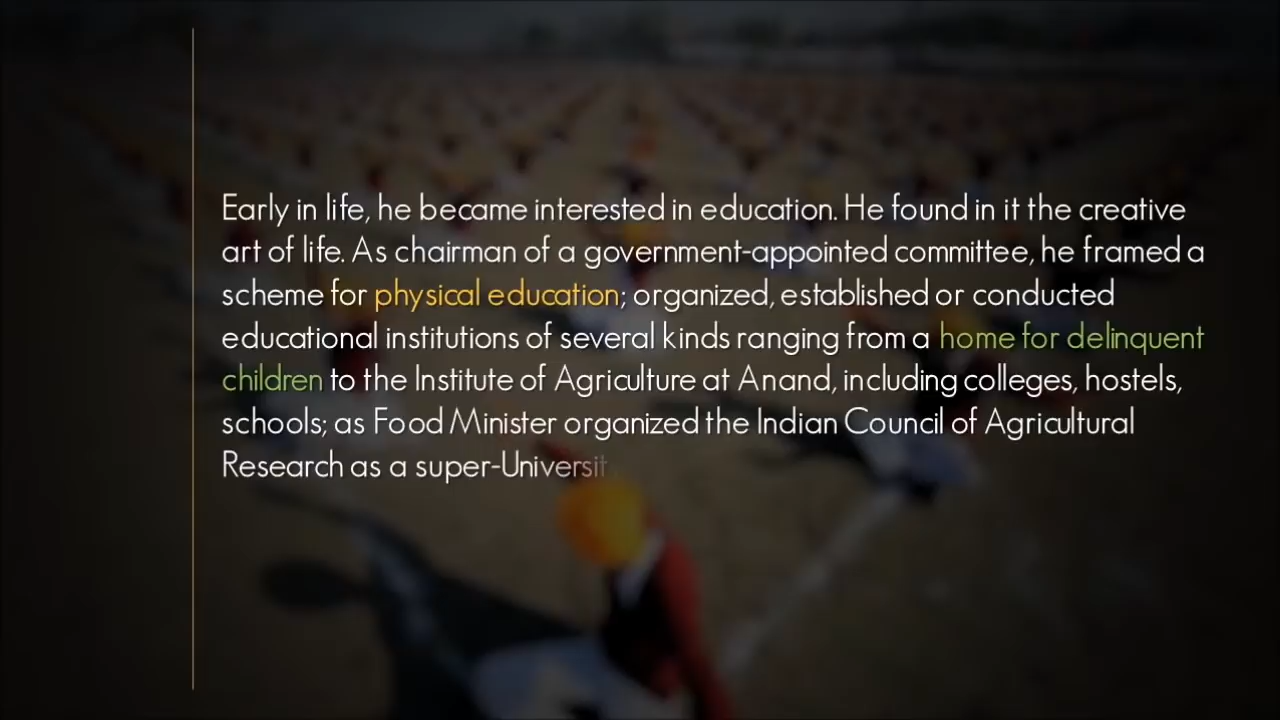 Early in life, he became interested in education. He found in it the creative
art of life. As chairman of a government-appointed committee, he framed a
scheme for physical education; organized, established or conducted
educational institutions of several kinds ranging from a home for delinquent
children to the Institute of Agriculture at Anand, including colleges, hostels,
schools; as Food Minister organized the Indian Council of Agricultural
Research as a super-Universit